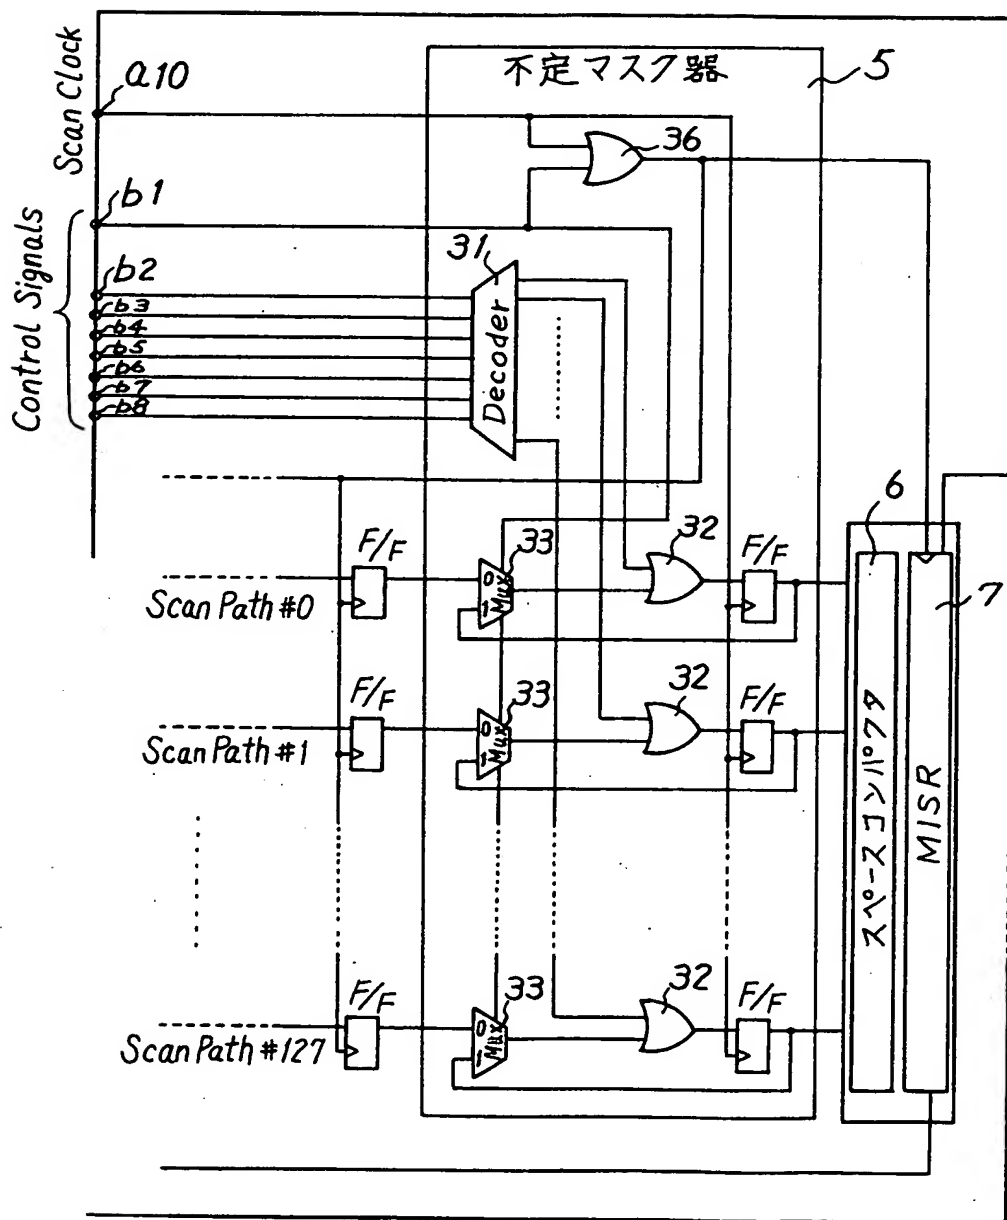 Scan Clock
a10
不定マスク器
5
36
b1
Control Signals
b2
b3
b4
b5
b6
b7
b8
31
Decoder
F/F
0
1
Mux
33
32
F/F
Scan Path #0
6
7
F/F
0
1
Mux
33
32
F/F
Scan Path #1
スペースコンパクタ
MISR
F/F
0
1
Mux
33
32
F/F
Scan Path #127